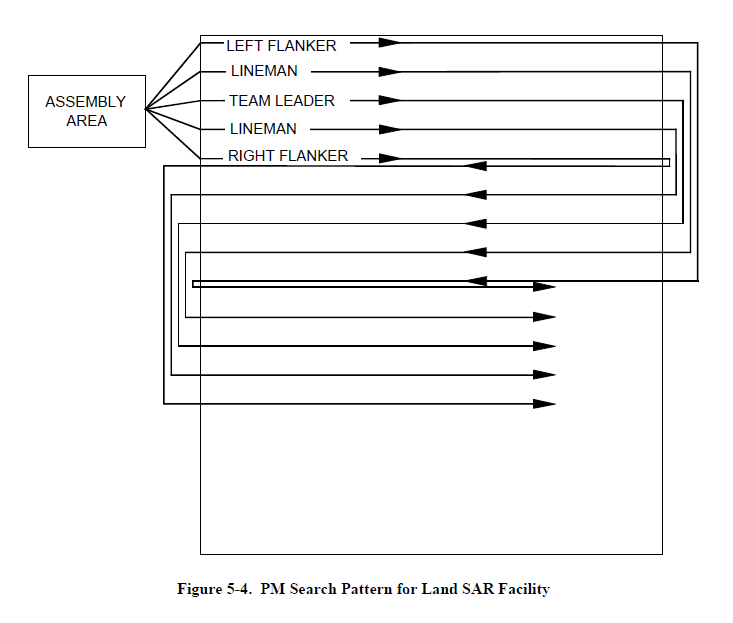 LEFT FLANKER
LINEMAN
ASSEMBLY
AREA
TEAM LEADER
LINEMAN
RIGHT FLANKER
Figure 5-4. PM Search Pattern for Land SAR Facility